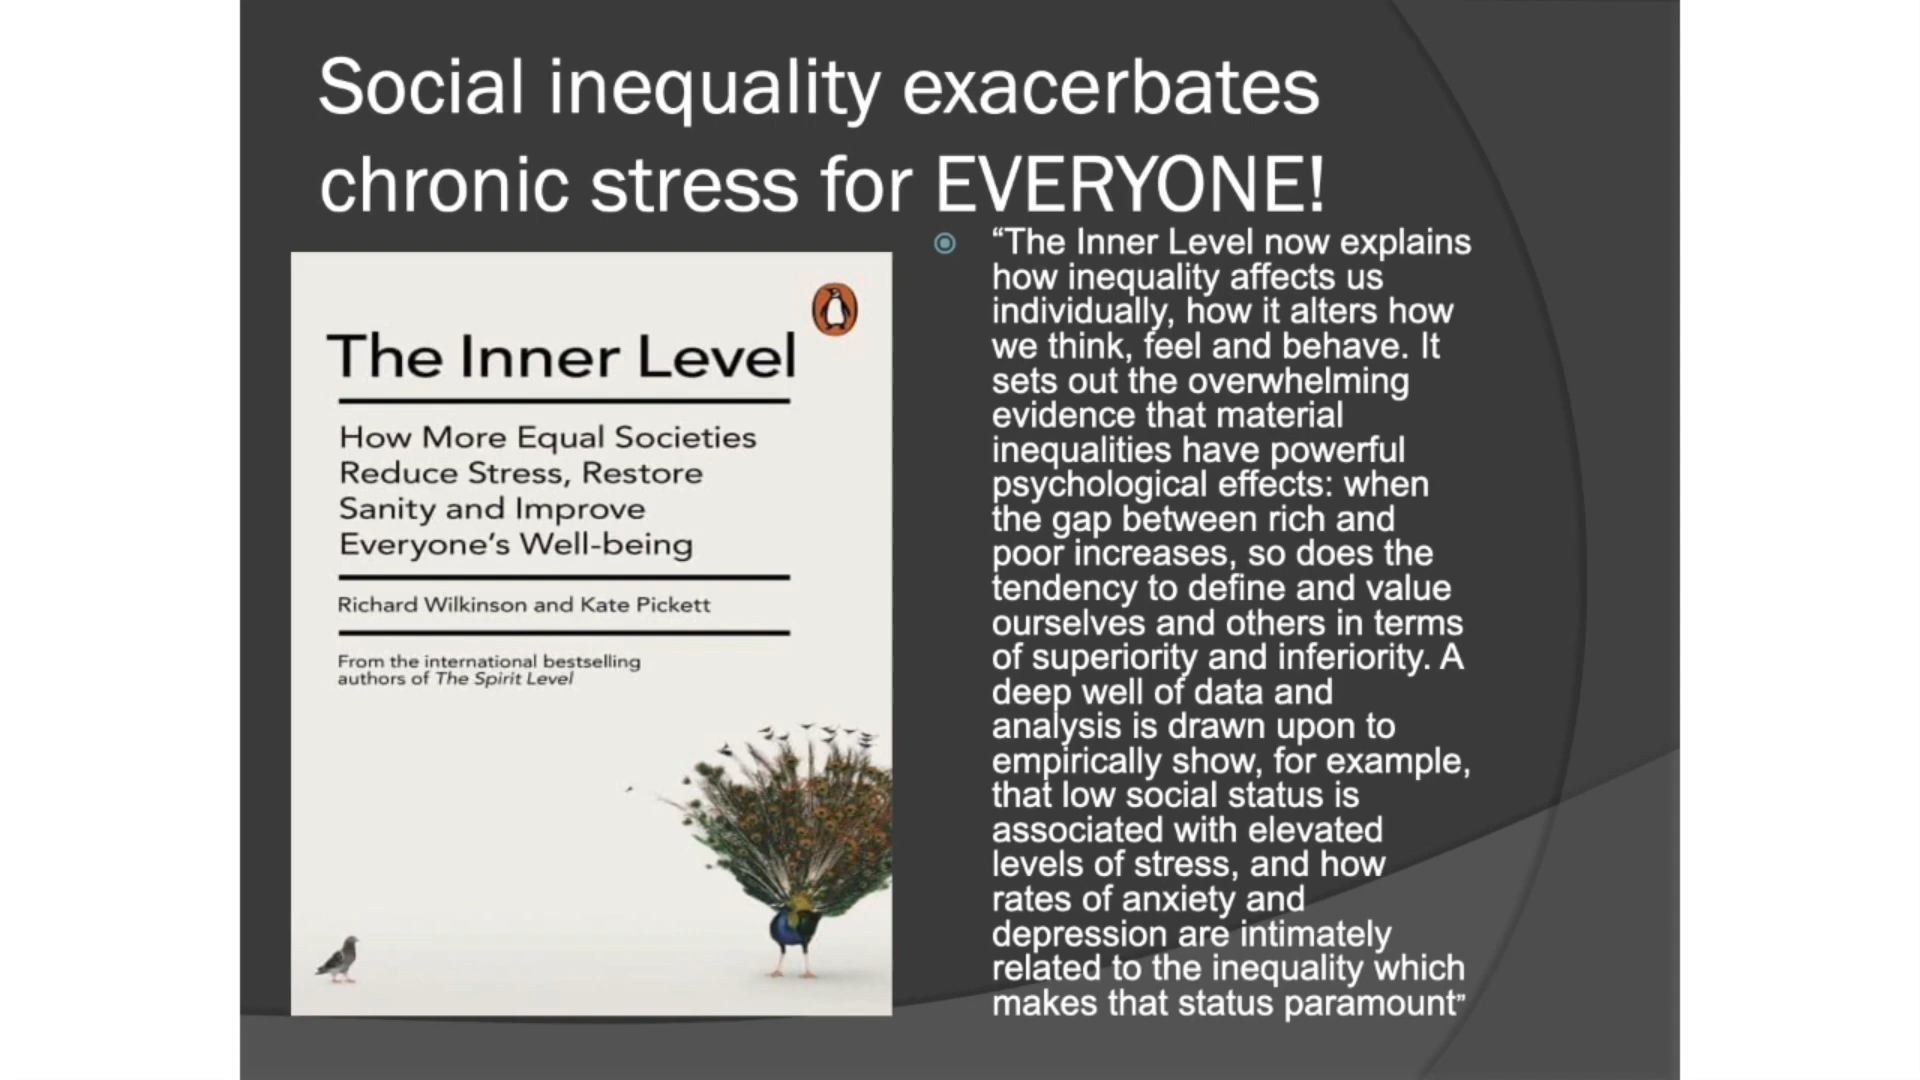 Social inequality exacerbates
chronic stress for EVERYONE!
The Inner Level
How More Equal Societies
Reduce Stress, Restore
Sanity and Improve
Everyone’s Well-being
Richard Wilkinson and Kate Pickett
From the international bestselling
authors of The Spirit Level
“The Inner Level now explains
how inequality affects us
individually, how it alters how
we think, feel and behave. It
sets out the overwhelming
evidence that material
inequalities have powerful
psychological effects: when
the gap between rich and
poor increases, so does the
tendency to define and value
ourselves and others in terms
of superiority and inferiority. A
deep well of data and
analysis is drawn upon to
empirically show, for example,
that low social status is
associated with elevated
levels of stress, and how
rates of anxiety and
depression are intimately
related to the inequality which
makes that status paramount”